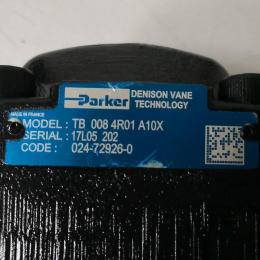 Parker
DENISON VANE
TECHNOLOGY
MADE IN FRANCE
MODEL : TB 008 4R01 A10X
SERIAL : 17L05 202
CODE : 024-72926-0